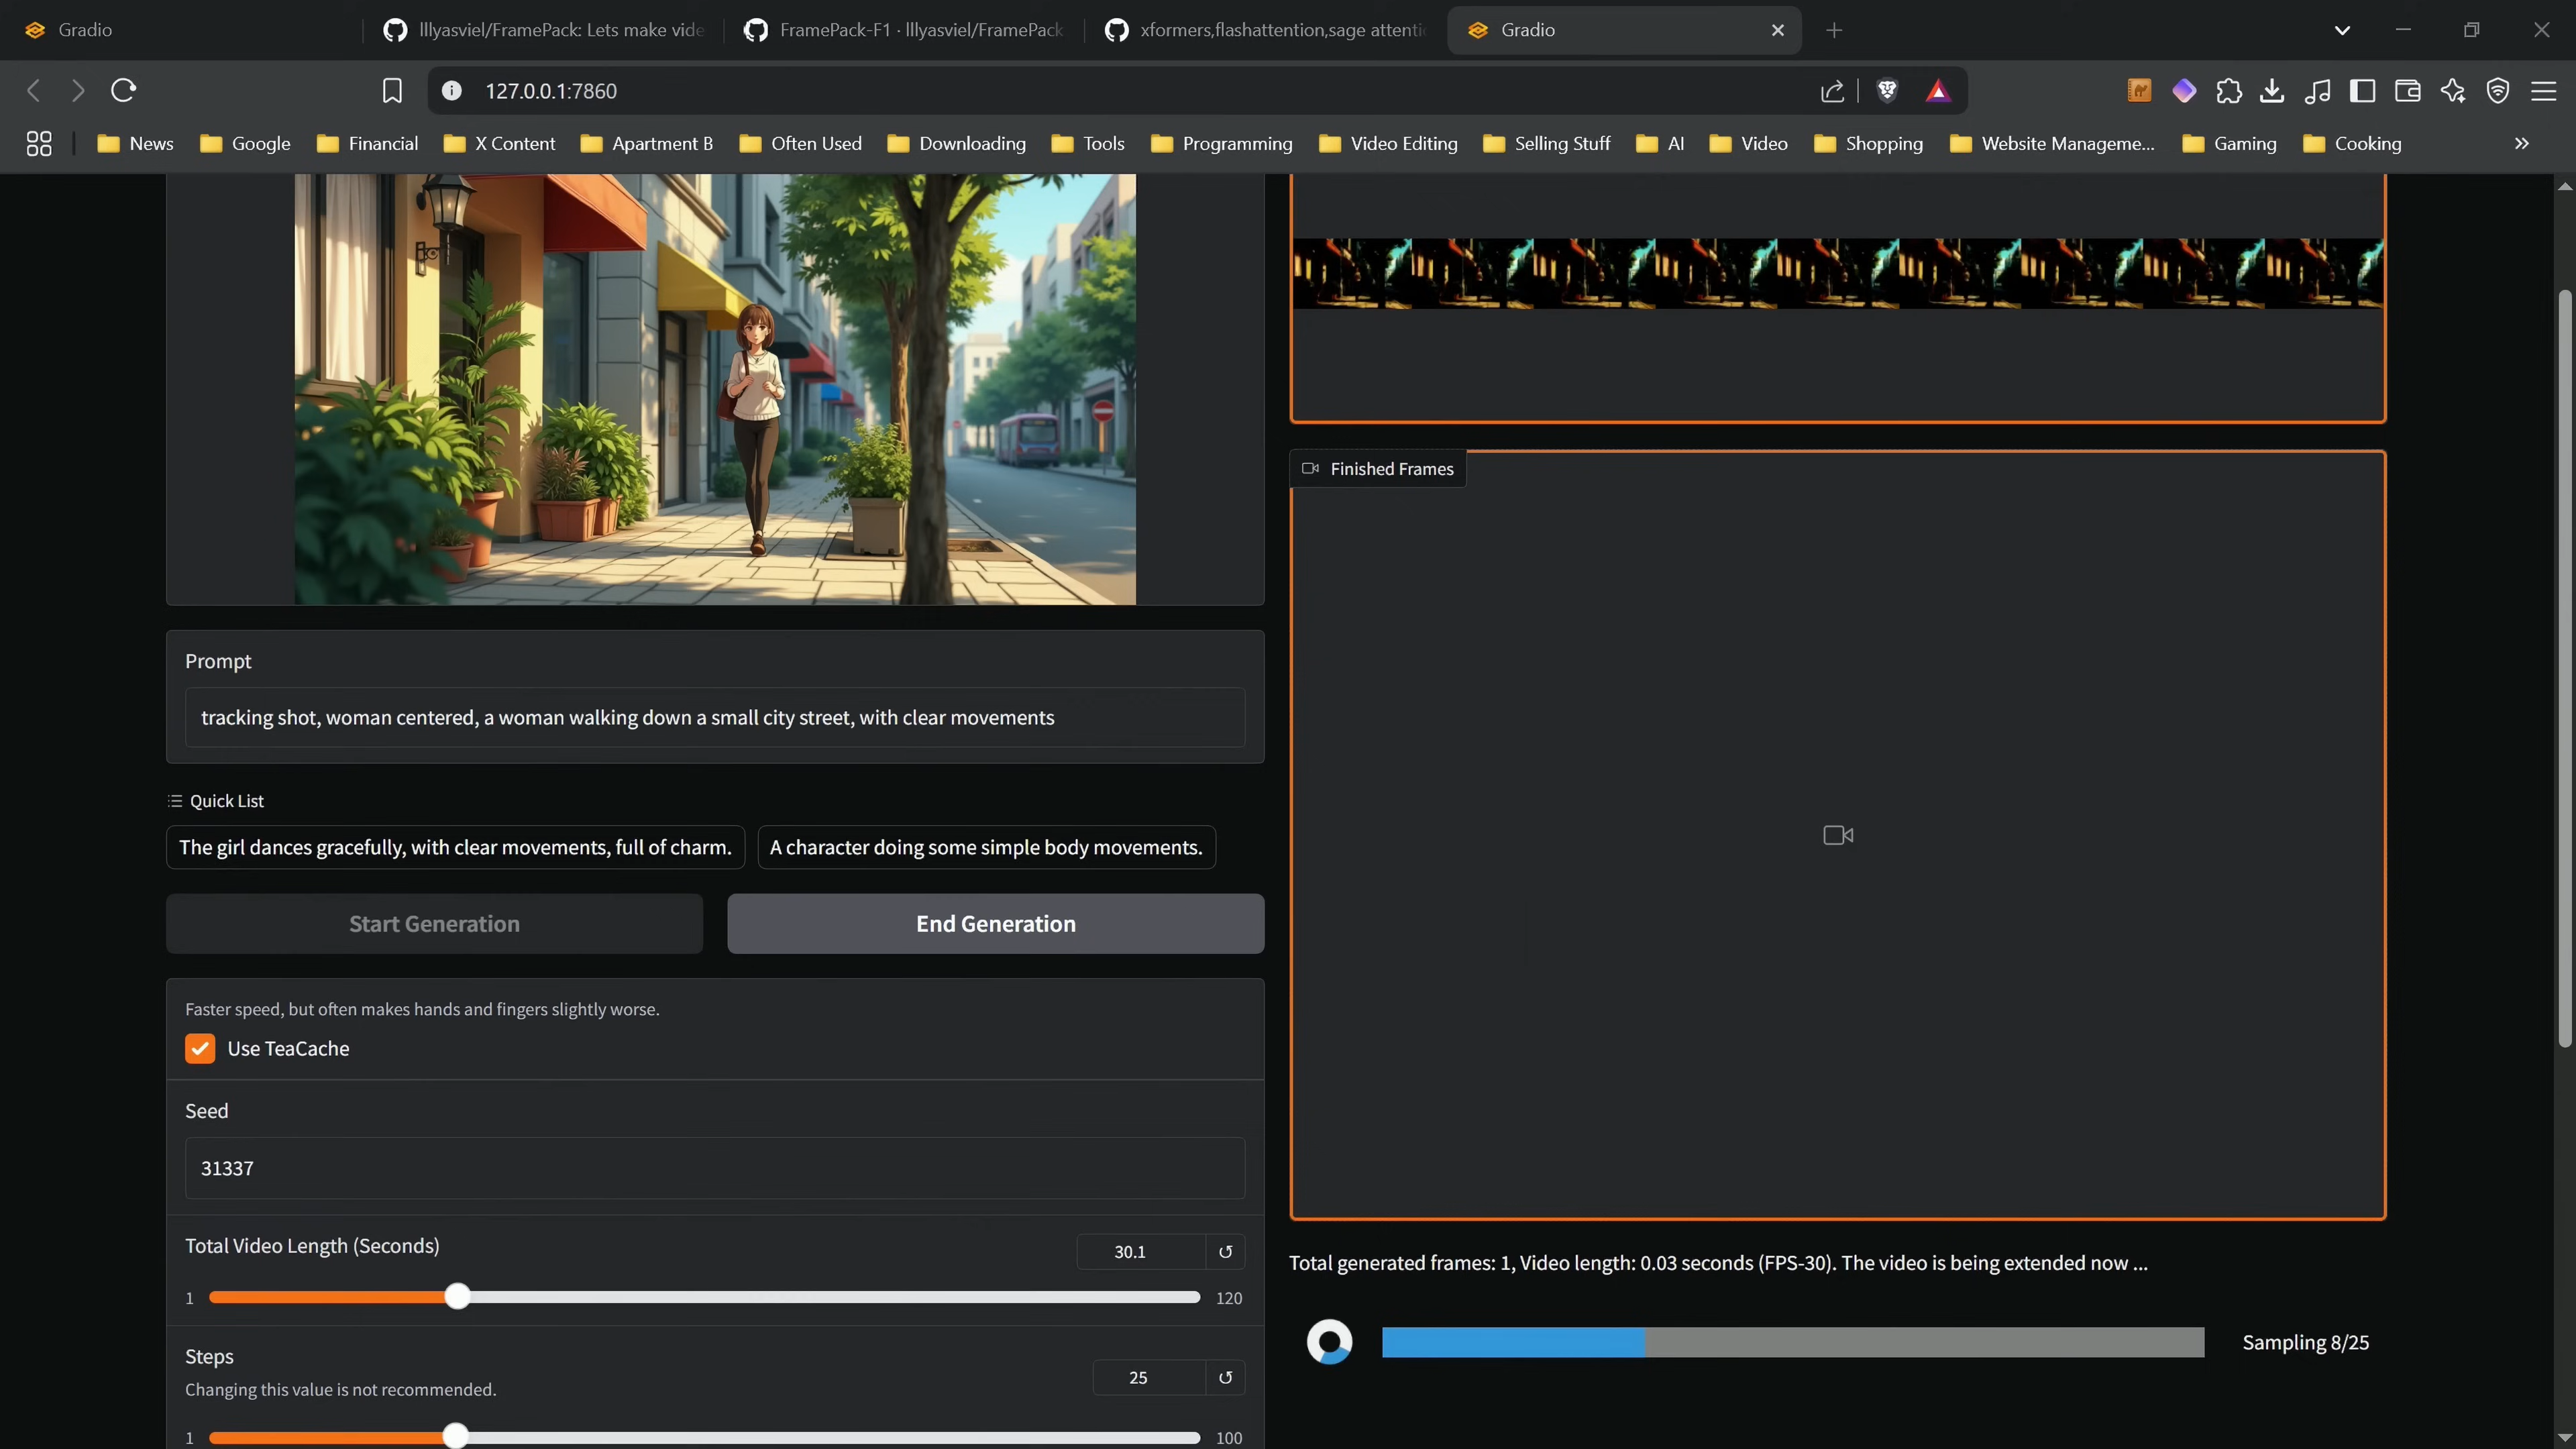 Gradio
lllyasviel/FramePack: Lets make vide
FramePack-F1 · lllyasviel/FramePack
xformers,flashattention,sage attenti
Gradio
127.0.0.1:7860
News
Google
Financial
X Content
Apartment B
Often Used
Downloading
Tools
Programming
Video Editing
Selling Stuff
AI
Video
Shopping
Website Manageme...
Gaming
Cooking
Finished Frames
Prompt
tracking shot, woman centered, a woman walking down a small city street, with clear movements
Quick List
The girl dances gracefully, with clear movements, full of charm.
A character doing some simple body movements.
Start Generation
End Generation
Faster speed, but often makes hands and fingers slightly worse.
Use TeaCache
Seed
31337
Total Video Length (Seconds)
30.1
1
120
Steps
Changing this value is not recommended.
25
1
100
Total generated frames: 1, Video length: 0.03 seconds (FPS-30). The video is being extended now ...
Sampling 8/25